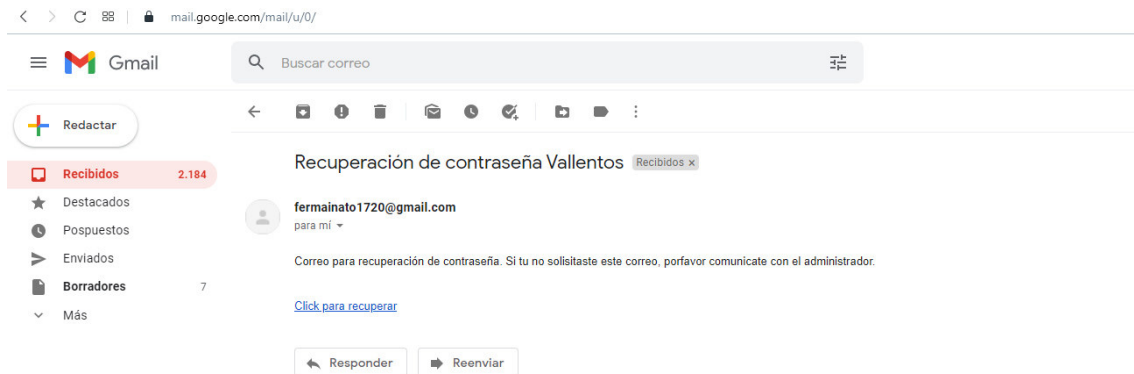 mail.google.com/mail/u/0/
Gmail
Buscar correo
Redactar
Recuperación de contraseña Vallentos Recibidos x
Recibidos 2.184
Destacados
fermainato1720@gmail.com
para mí
Pospuestos
Enviados
Correo para recuperación de contraseña. Si tu no solisitaste este correo, porfavor comunicate con el administrador.
Borradores 7
Click para recuperar
Más
Responder
Reenviar